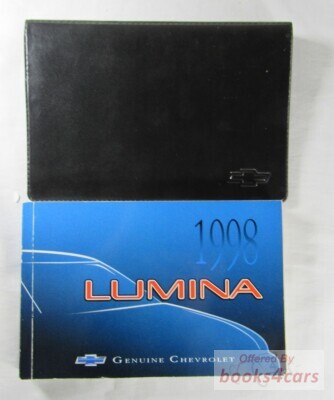 1998
LUMINA
GENUINE CHEVROLET
Offered By
books4cars